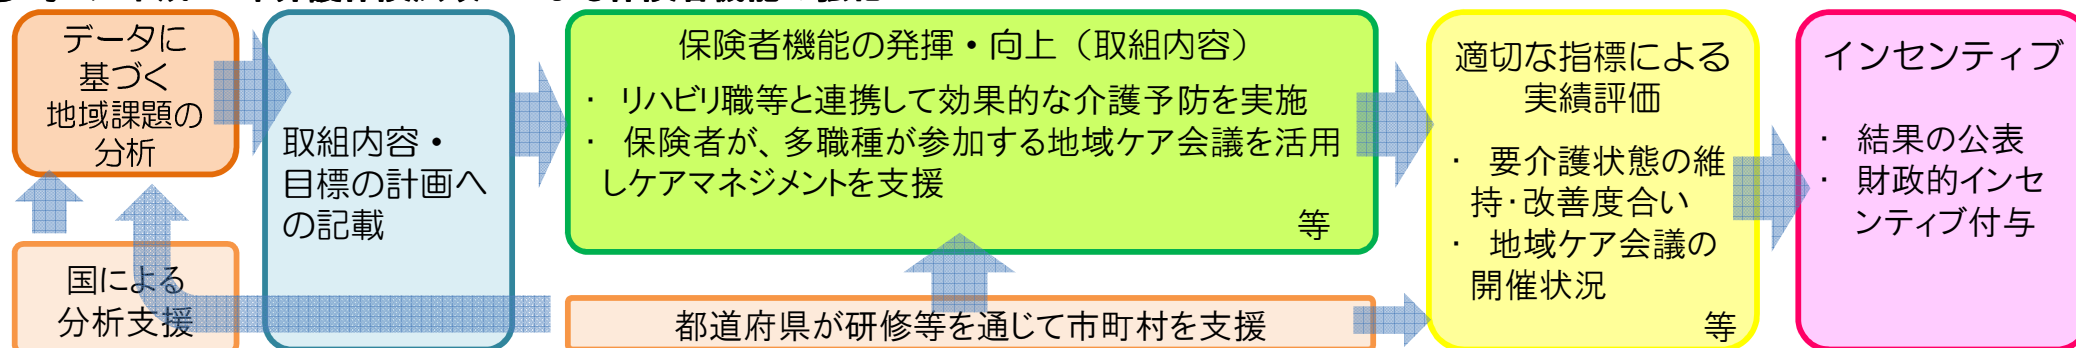 データに
基づく
地域課題の
分析
国による
分析支援
取組内容・
目標の計画へ
の記載
保険者機能の発揮・向上（取組内容）
・ リハビリ職等と連携して効果的な介護予防を実施
・ 保険者が、多職種が参加する地域ケア会議を活用
しケアマネジメントを支援
等
都道府県が研修等を通じて市町村を支援
適切な指標による
実績評価
・ 要介護状態の維
持・改善度合い
・ 地域ケア会議の
開催状況
等
インセンティブ
・ 結果の公表
・ 財政的インセ
ンティブ付与